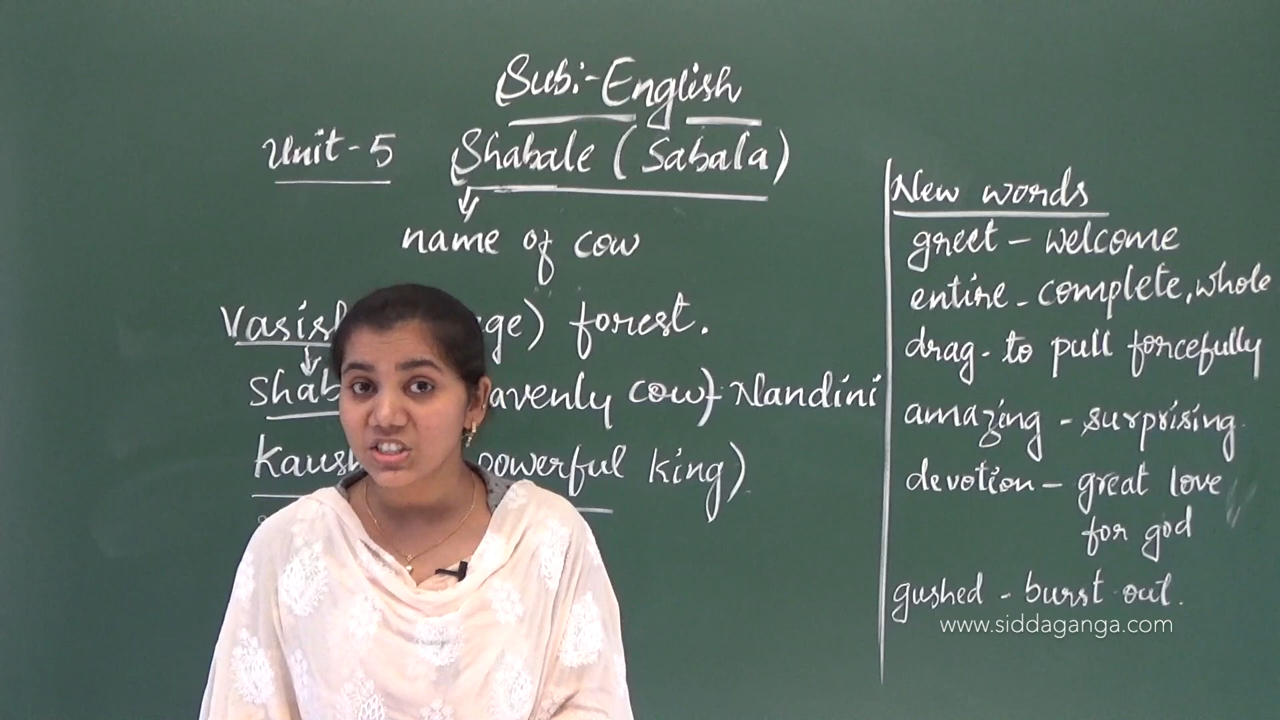 Sub:- English
Unit - 5 Shabale (Sabala)
name of cow
forest.
cow) - Nandini
powerful king)
New words
greet - welcome
entire - complete, whole
drag - to pull forcefully
amazing - surprising.
devotion - great love
for god
gushed - burst out.
www.siddaganga.com